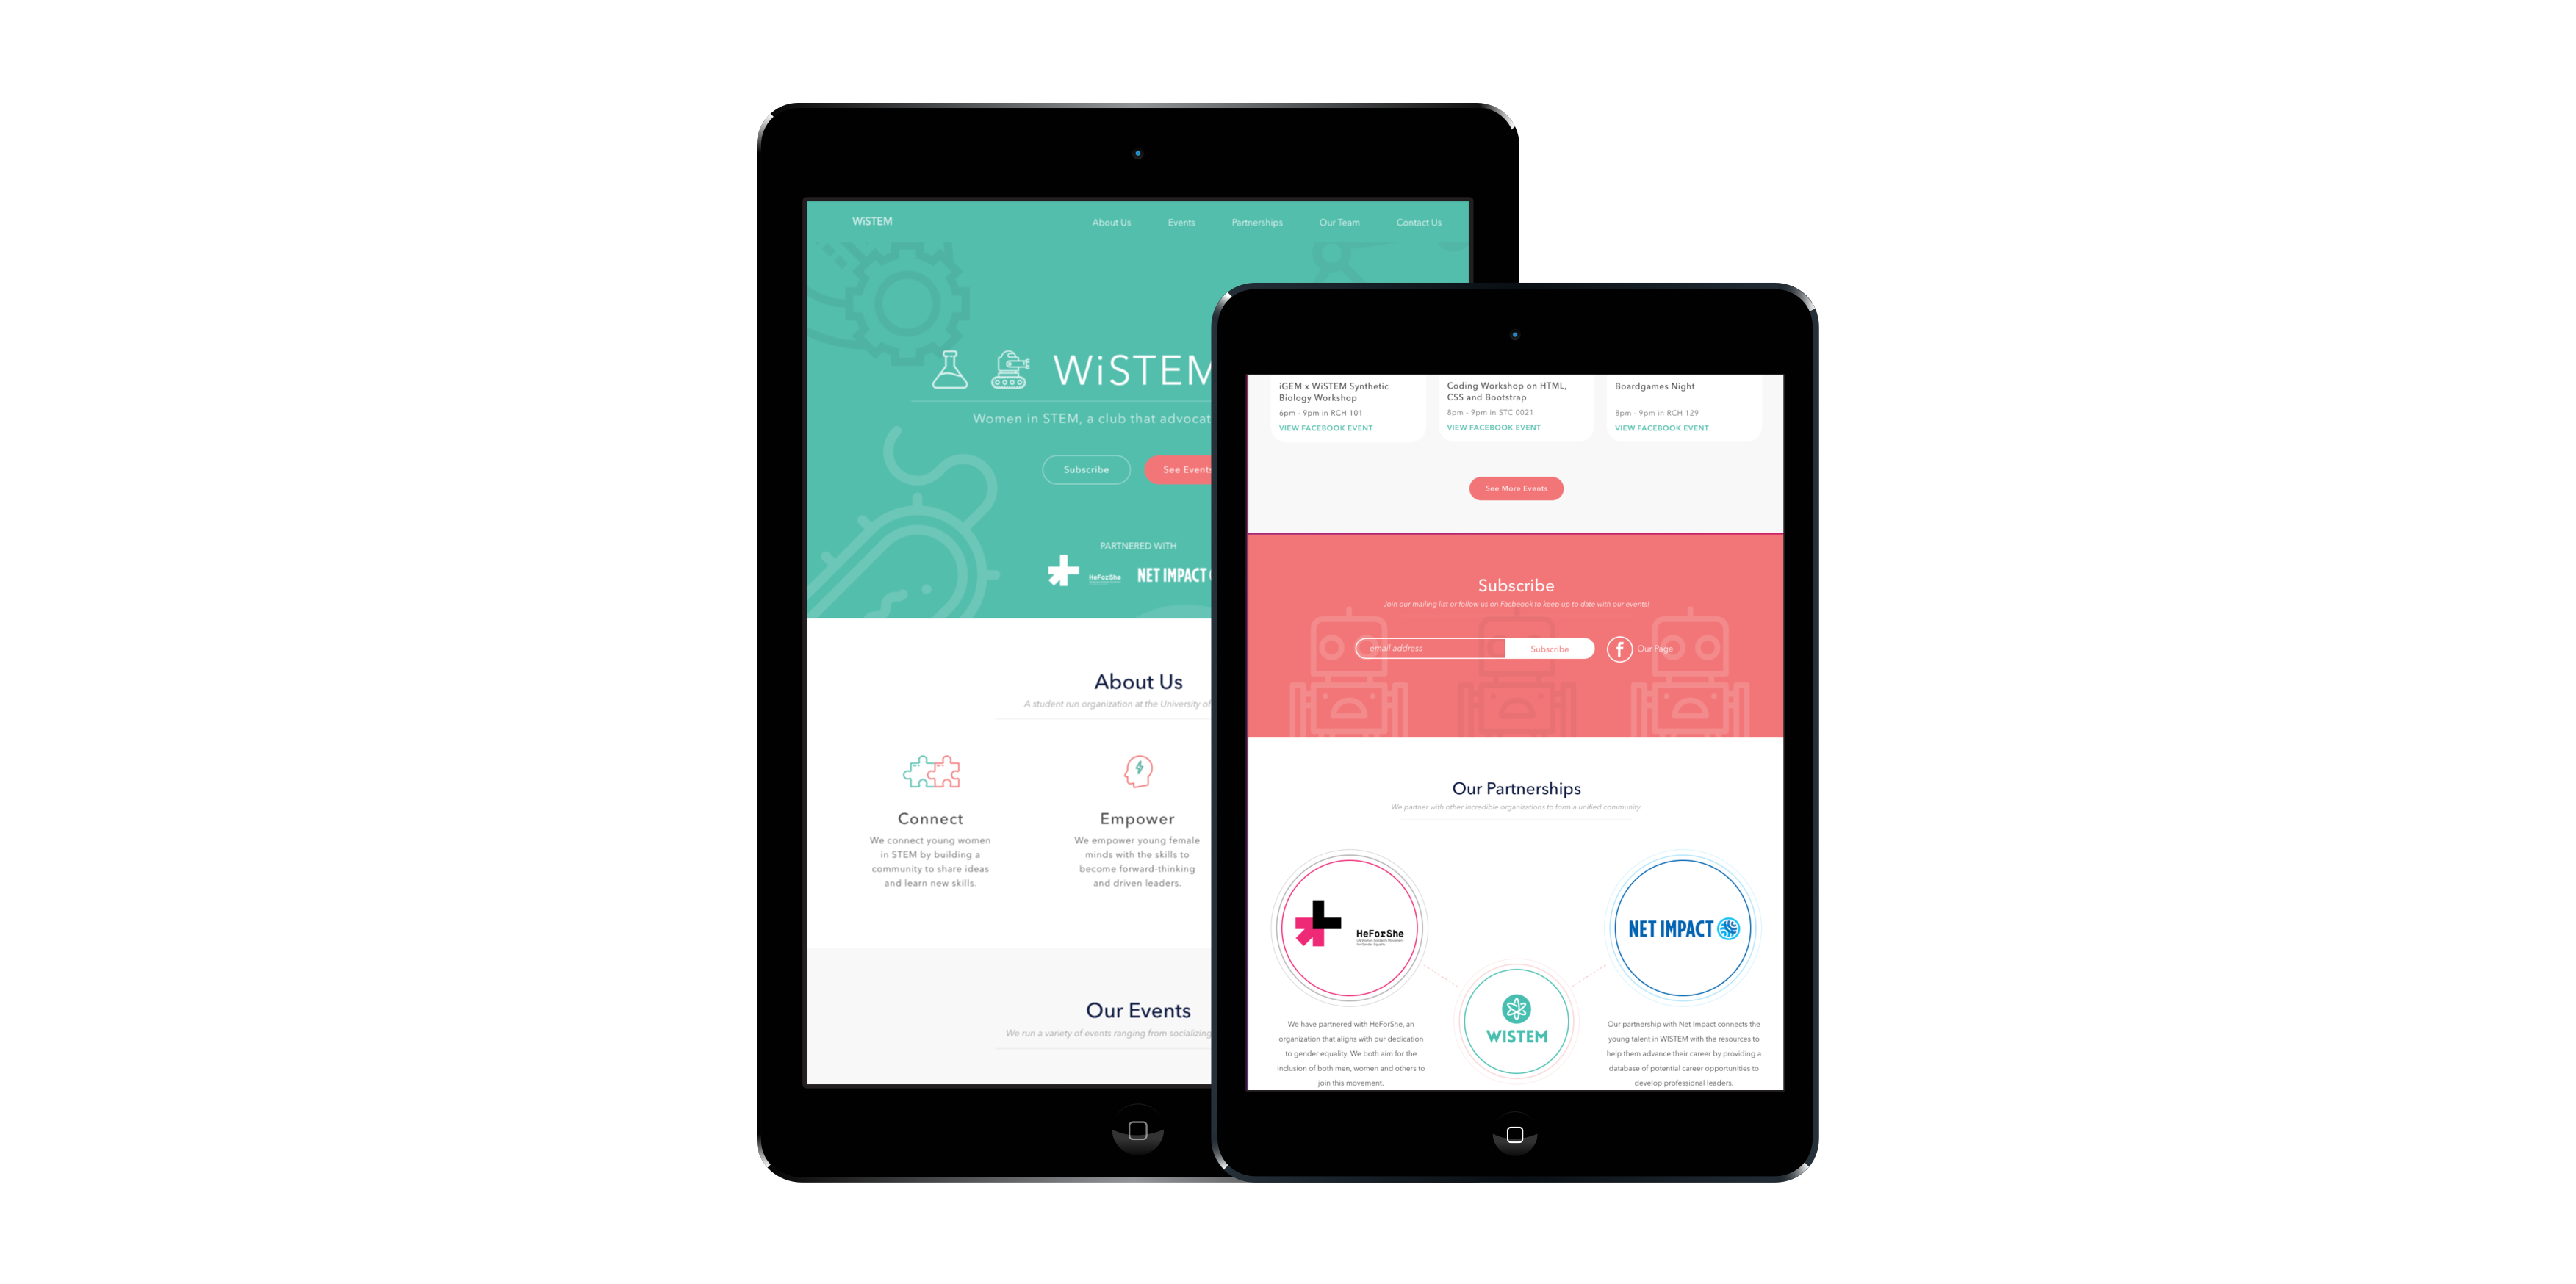 WiSTEM
About Us Events Partnerships Our Team Contact Us
WiSTEM
Women in STEM, a club that
Subscribe See Events
PARTNERED WITH
HeForShe NET IMPACT
About Us
A student run organization at the University of
Connect
We connect young women
in STEM by building a
community to share ideas
and learn new skills.
Empower
We empower young female
minds with the skills to
become forward-thinking
and driven leaders.
Our Events
We run a variety of events ranging from socializing
iGEM x WiSTEM Synthetic
Biology Workshop
6pm - 9pm in RCH 101
VIEW FACEBOOK EVENT
Coding Workshop on HTML,
CSS and Bootstrap
8pm - 9pm in STC 0021
VIEW FACEBOOK EVENT
Boardgames Night
8pm - 9pm in RCH 129
VIEW FACEBOOK EVENT
See More Events
Subscribe
Join our mailing list or follow us on Facbeook to keep up to date with our events!
email address Subscribe f Our Page
Our Partnerships
We partner with other incredible organizations to form a unified community.
HeForShe
NET IMPACT
WISTEM
We have partnered with HeForShe, an
organization that aligns with our dedication
to gender equality. We both aim for the
inclusion of both men, women and others to
join this movement.
Our partnership with Net Impact connects the
young talent in WISTEM with the resources to
help them advance their career by providing a
database of potential career opportunities to
develop professional leaders.